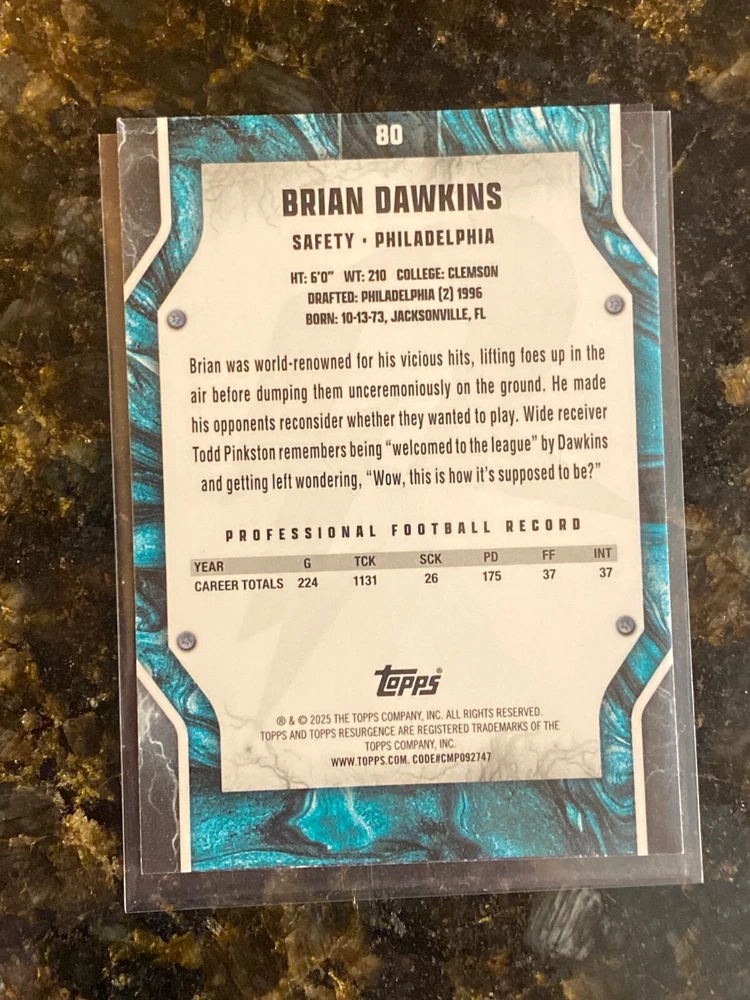 80
BRIAN DAWKINS
SAFETY • PHILADELPHIA
HT: 6'0" WT: 210 COLLEGE: CLEMSON
DRAFTED: PHILADELPHIA (2) 1996
BORN: 10-13-73, JACKSONVILLE, FL
Brian was world-renowned for his vicious hits, lifting foes up in the
air before dumping them unceremoniously on the ground. He made
his opponents reconsider whether they wanted to play. Wide receiver
Todd Pinkston remembers being “welcomed to the league” by Dawkins
and getting left wondering, “Wow, this is how it's supposed to be?”
PROFESSIONAL FOOTBALL RECORD
YEAR G TCK SCK PD FF INT
CAREER TOTALS 224 1131 26 175 37 37
topps®
® & © 2025 THE TOPPS COMPANY, INC. ALL RIGHTS RESERVED.
TOPPS AND TOPPS RESURGENCE ARE REGISTERED TRADEMARKS OF THE
TOPPS COMPANY, INC.
WWW.TOPPS.COM. CODE#CMP092747